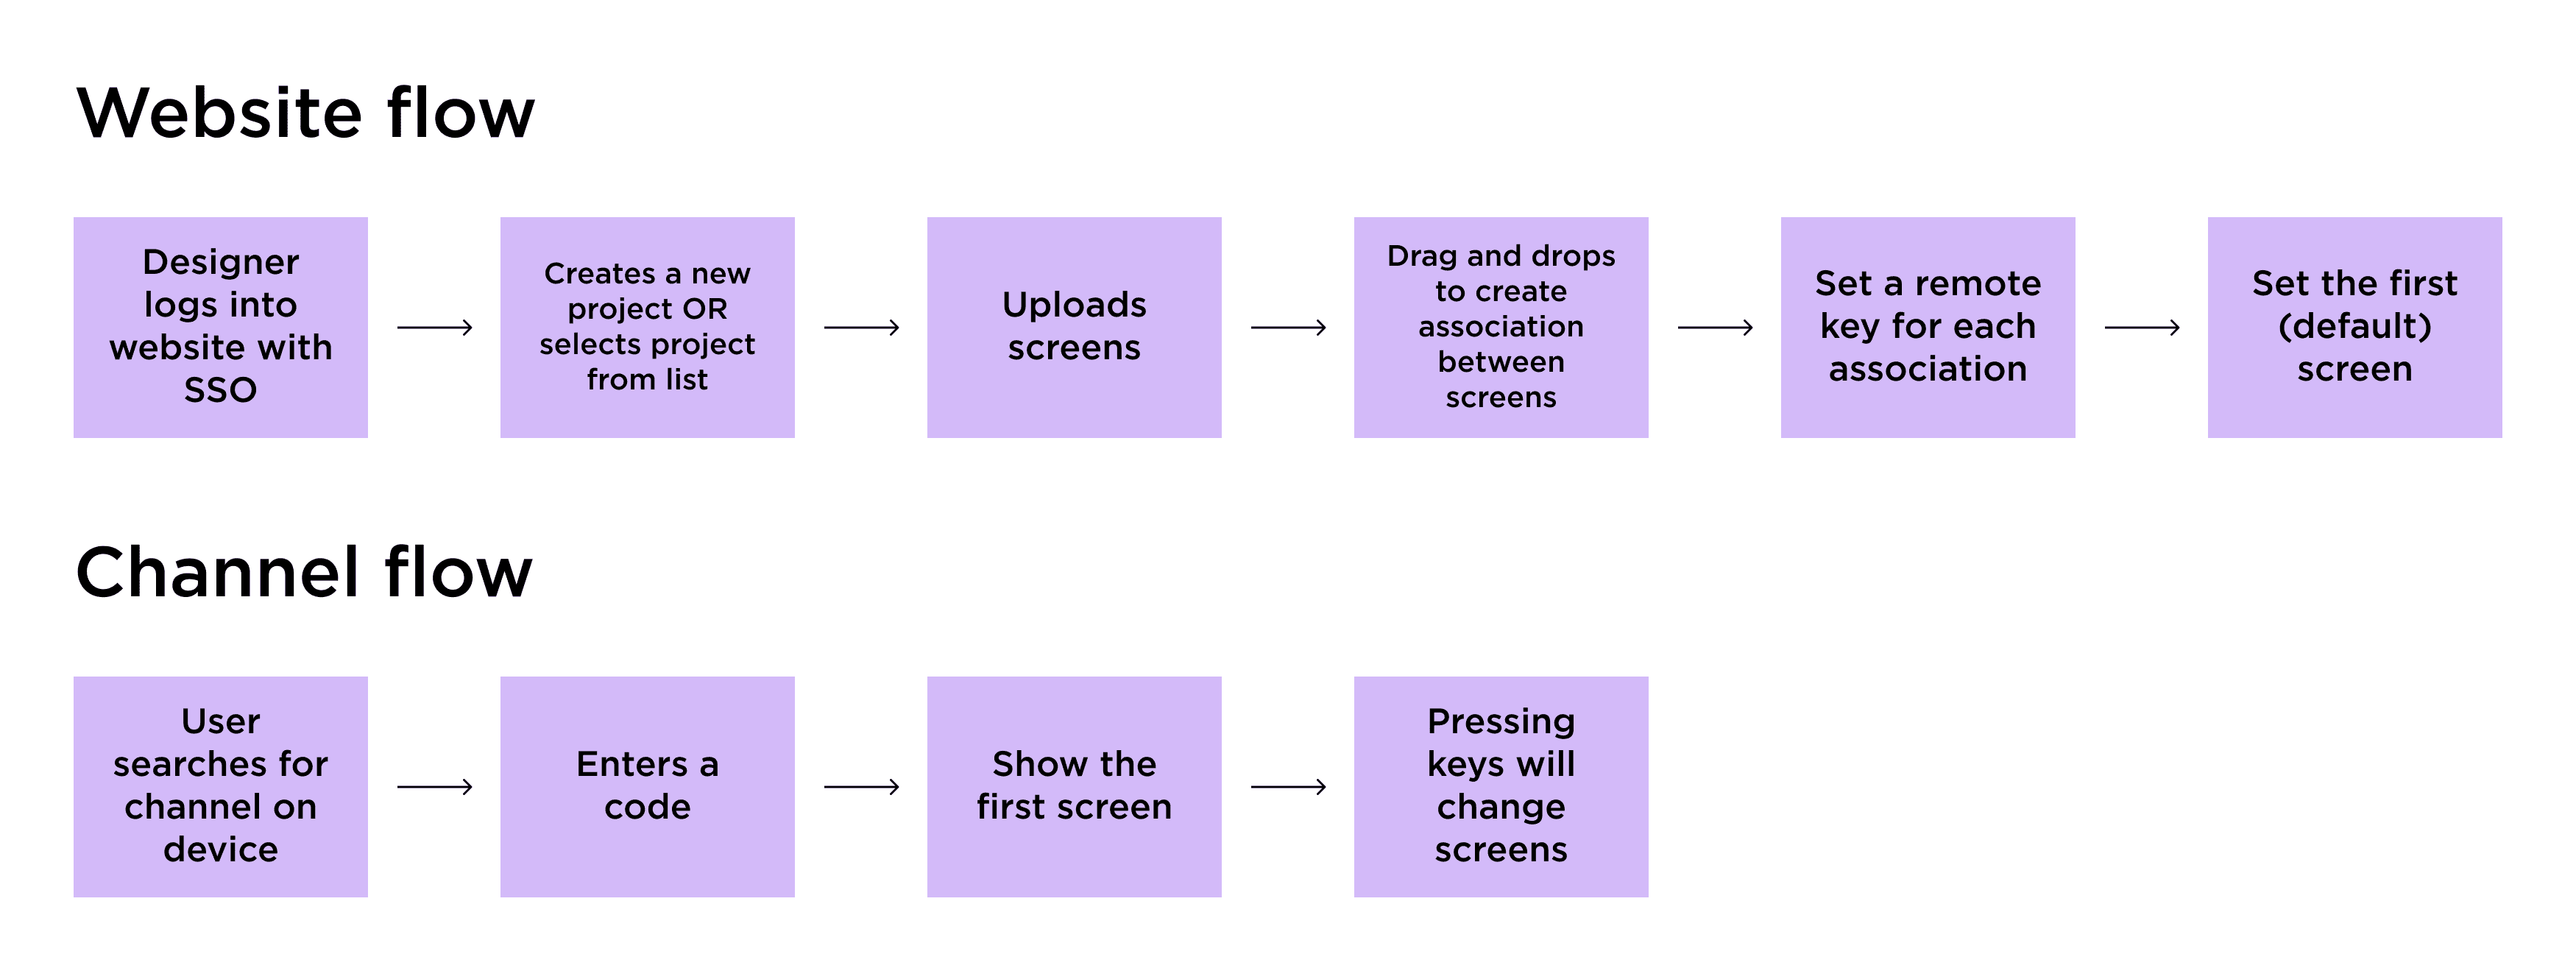 Website flow
Designer
logs into
website with
SSO
Creates a new
project OR
selects project
from list
Uploads
screens
Drag and drops
to create
association
between
screens
Set a remote
key for each
association
Set the first
(default)
screen
Channel flow
User
searches for
channel on
device
Enters a
code
Show the
first screen
Pressing
keys will
change
screens